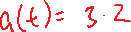 a(t) = 3.2